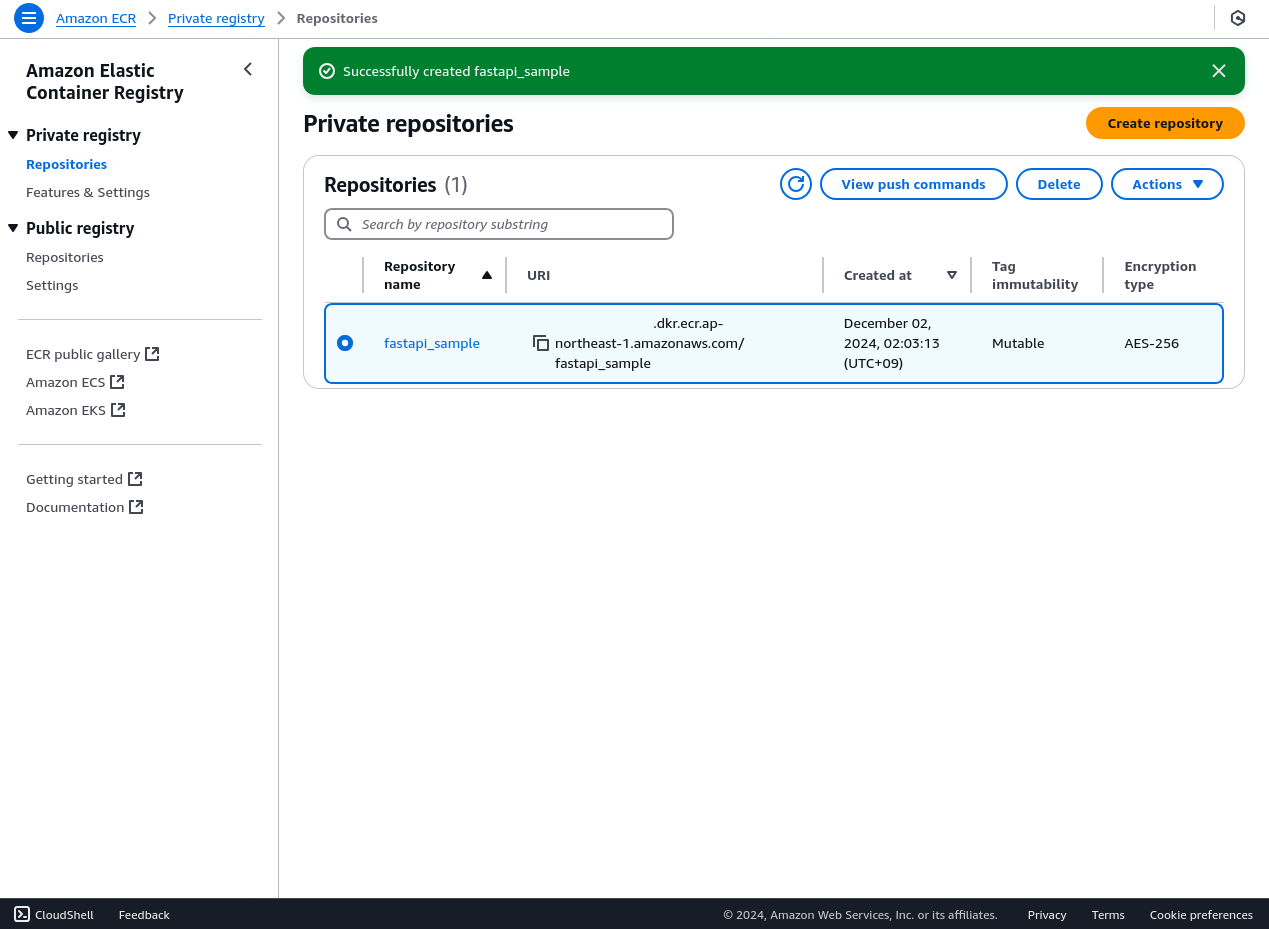 Amazon ECR
Private registry
Repositories
Amazon Elastic
Container Registry
Private registry
Repositories
Features & Settings
Public registry
Repositories
Settings
ECR public gallery
Amazon ECS
Amazon EKS
Getting started
Documentation
Successfully created fastapi_sample
Private repositories
Create repository
Repositories (1)
View push commands
Delete
Actions
Search by repository substring
Repository
name
URI
Created at
Tag
immutability
Encryption
type
fastapi_sample
.dkr.ecr.ap-
northeast-1.amazonaws.com/
fastapi_sample
December 02,
2024, 02:03:13
(UTC+09)
Mutable
AES-256
CloudShell
Feedback
© 2024, Amazon Web Services, Inc. or its affiliates.
Privacy
Terms
Cookie preferences